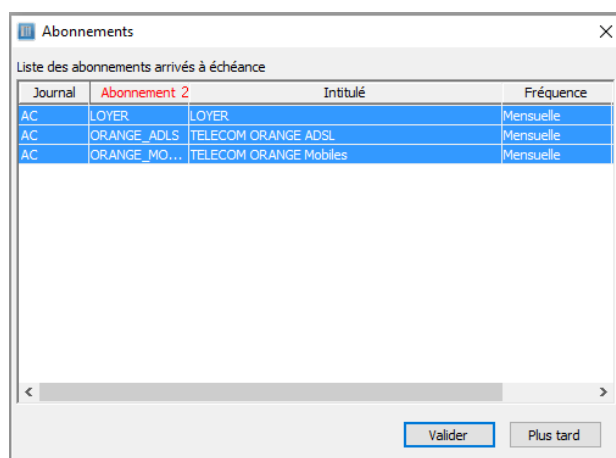 Abonnements
Liste des abonnements arrivés à échéance
Journal Abonnement 2 Intitulé Fréquence
AC LOYER LOYER Mensuelle
AC ORANGE_ADLS TELECOM ORANGE ADSL Mensuelle
AC ORANGE_MO... TELECOM ORANGE Mobiles Mensuelle
Valider Plus tard